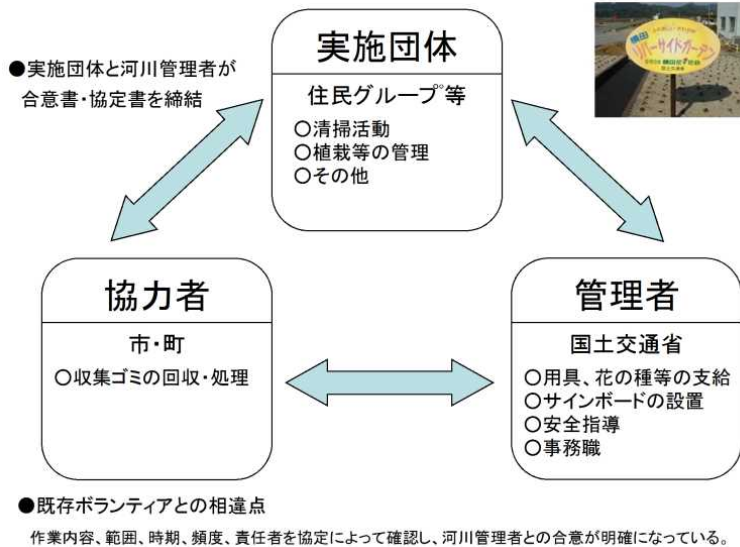 ●実施団体と河川管理者が
合意書・協定書を締結
実施団体
住民グループ等
○清掃活動
○植栽等の管理
○その他
横田
リバーサイドガーデン
国土交通省
協力者
市・町
○収集ゴミの回収・処理
管理者
国土交通省
○用具、花の種等の支給
○サインボードの設置
○安全指導
○事務職
●既存ボランティアとの相違点
作業内容、範囲、時期、頻度、責任者を協定によって確認し、河川管理者との合意が明確になっている。